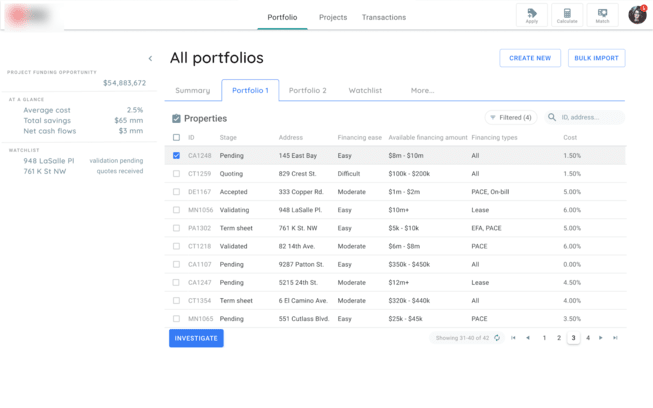 Portfolio Projects Transactions Apply Calculate Match
All portfolios
CREATE NEW BULK IMPORT
PROJECT FUNDING OPPORTUNITY
$54,883,672
AT A GLANCE
Average cost 2.5%
Total savings $65 mm
Net cash flows $3 mm
WATCHLIST
948 LaSalle Pl validation pending
761 K St NW quotes received
Summary Portfolio 1 Portfolio 2 Watchlist More...
Properties Filtered (4) ID, address...
ID Stage Address Financing ease Available financing amount Financing types Cost
CA1248 Pending 145 East Bay Easy $8m - $10m All 1.50%
CT1259 Quoting 829 Crest St. Difficult $100k - $200k All 1.50%
DE1167 Accepted 333 Copper Rd. Moderate $1m - $2m PACE, On-bill 5.00%
MN1056 Validating 948 LaSalle Pl. Easy $10m+ Lease 6.00%
PA1302 Term sheet 761 K St. NW Easy $5k - $10k EFA, PACE 5.00%
CT1218 Validated 82 14th Ave. Moderate $6m - $8m PACE 6.00%
CA1107 Pending 9287 Patton St. Easy $350k - $450k All 0.00%
CA1247 Pending 5215 24th St. Moderate $12m+ Lease 4.50%
CT1354 Term sheet 6 El Camino Ave. Moderate $320k - $440k All 4.00%
MN1065 Pending 551 Cutlass Blvd. Easy $25k - $45k PACE 3.50%
INVESTIGATE Showing 31-40 of 42 1 2 3 4